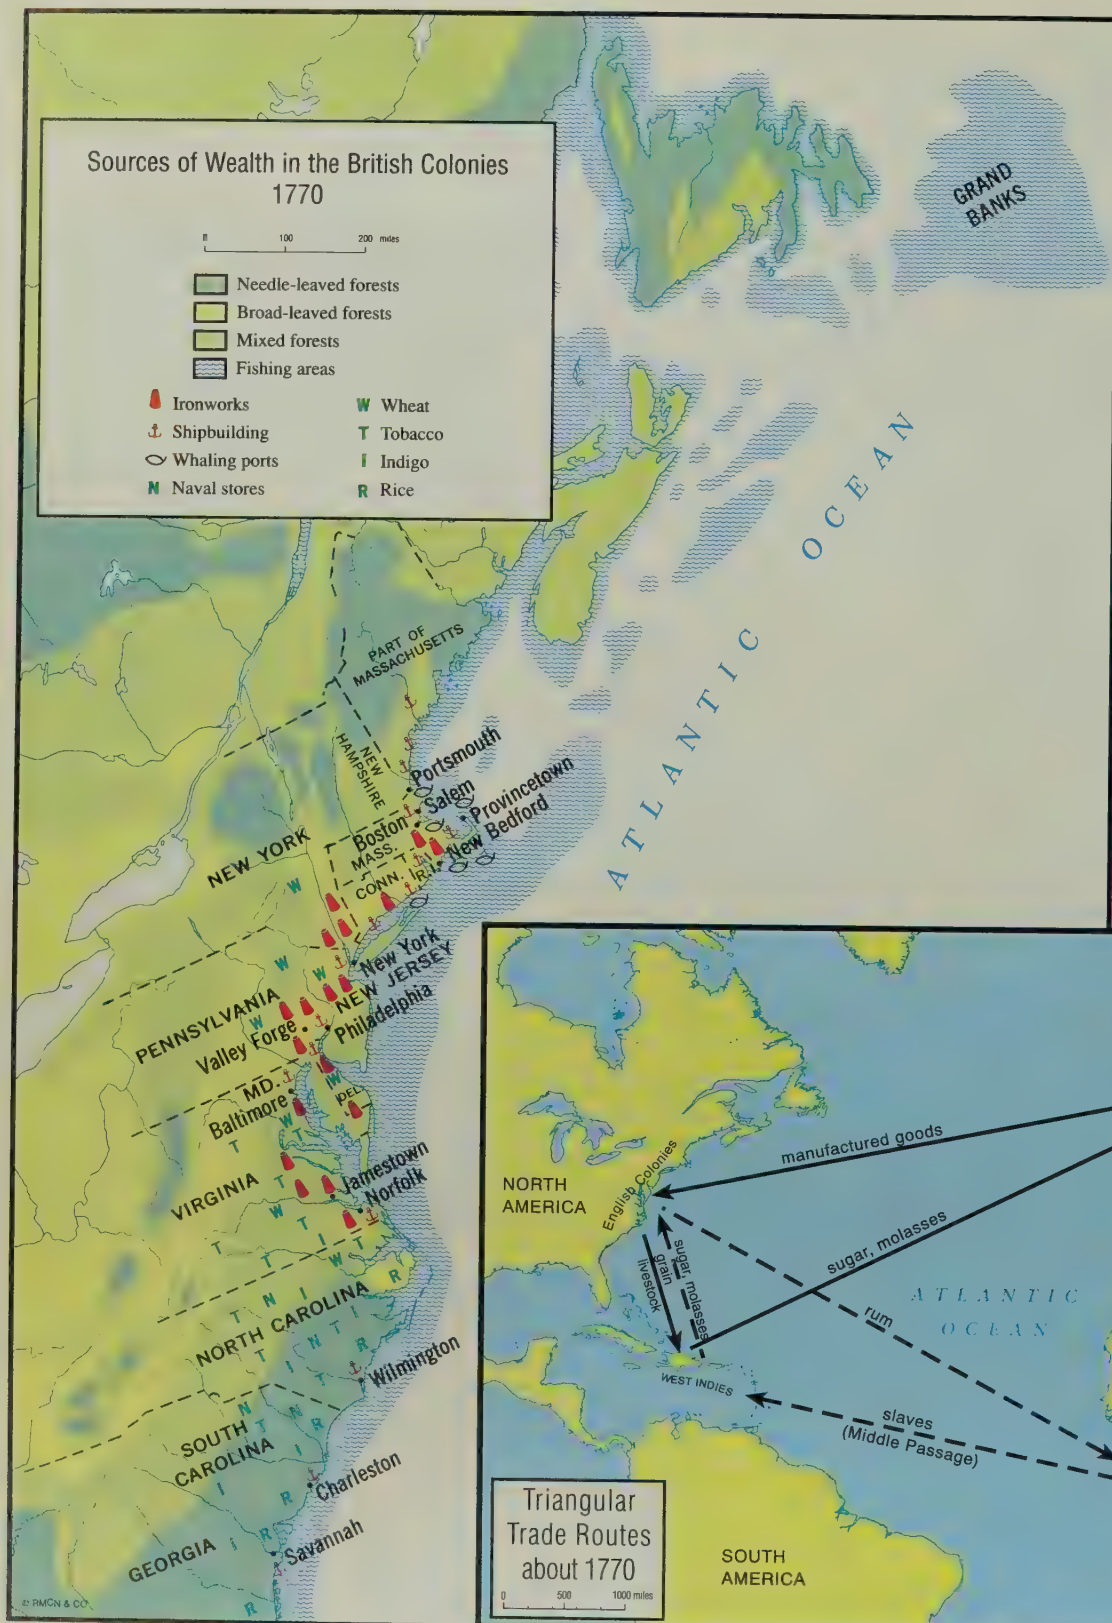 Sources of Wealth in the British Colonies
1770
0 100 200 miles
Needle-leaved forests
Broad-leaved forests
Mixed forests
Fishing areas
Ironworks
Shipbuilding
Whaling ports
N Naval stores
W Wheat
T Tobacco
I Indigo
R Rice
GRAND
BANKS
ATLANTIC OCEAN
PART OF
MASSACHUSETTS
NEW
HAMPSHIRE
Portsmouth
Salem
Provincetown
Boston
MASS.
New Bedford
CONN.
R.I.
NEW YORK
W
New York
W
W
NEW JERSEY
PENNSYLVANIA
W
Philadelphia
Valley Forge
MD.
W
DEL.
Baltimore
W
T
T
Jamestown
Norfolk
VIRGINIA
T
W
T
I
T
T
T
W
R
T
N
I
NORTH CAROLINA
I
T
N
T
I
R
T
I
T
Wilmington
N
T
N
R
SOUTH
CAROLINA
I
I
R
Charleston
GEORGIA
I
R
Savannah
R
© RMCN & CO.
NORTH
AMERICA
English Colonies
manufactured goods
sugar, molasses
sugar, molasses
grain
livestock
rum
ATLANTIC
OCEAN
WEST INDIES
slaves
(Middle Passage)
SOUTH
AMERICA
Triangular
Trade Routes
about 1770
0 500 1000 miles